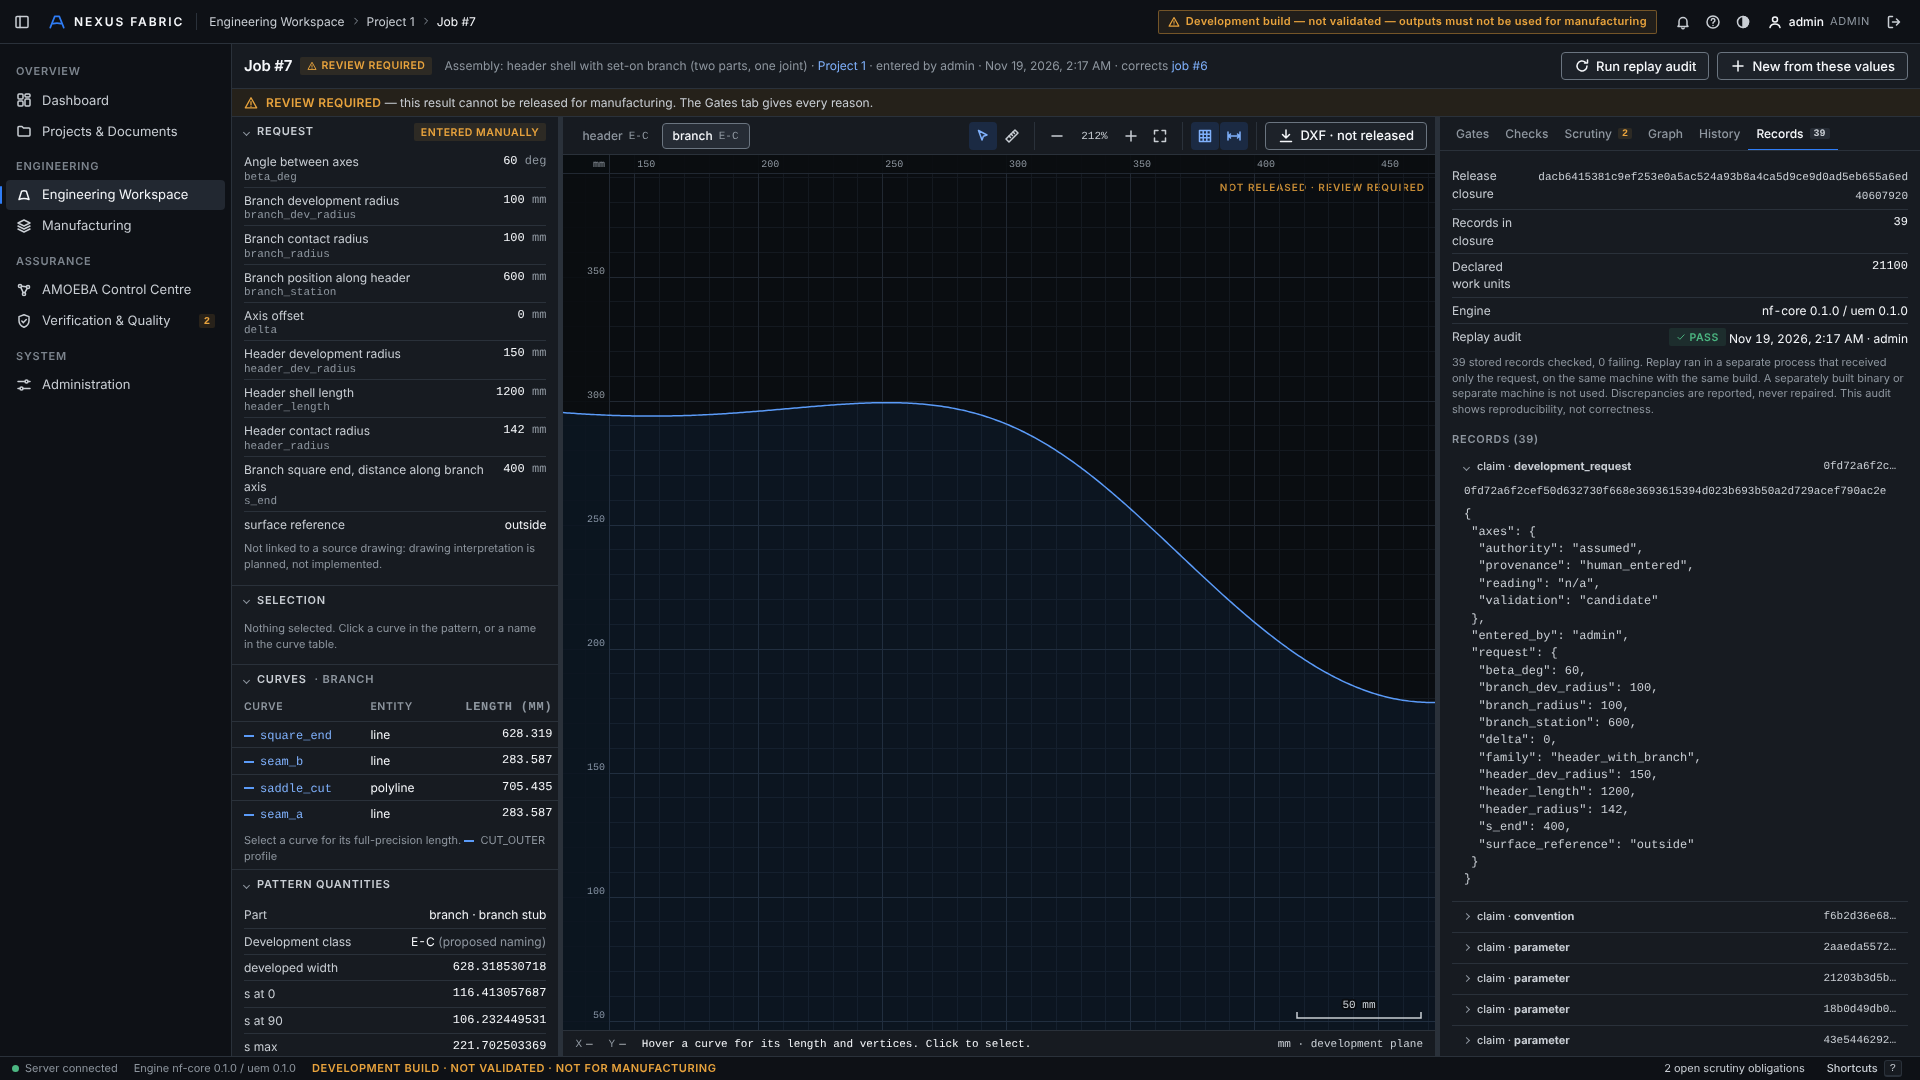 NEXUS FABRIC
Engineering Workspace › Project 1 › Job #7
Development build — not validated — outputs must not be used for manufacturing
admin ADMIN
OVERVIEW
Dashboard
Projects & Documents
ENGINEERING
Engineering Workspace
Manufacturing
ASSURANCE
AMOEBA Control Centre
Verification & Quality 2
SYSTEM
Administration
Job #7 REVIEW REQUIRED Assembly: header shell with set-on branch (two parts, one joint) · Project 1 · entered by admin · Nov 19, 2026, 2:17 AM · corrects job #6
Run replay audit
New from these values
REVIEW REQUIRED — this result cannot be released for manufacturing. The Gates tab gives every reason.
REQUEST ENTERED MANUALLY
Angle between axes 60 deg
beta_deg
Branch development radius 100 mm
branch_dev_radius
Branch contact radius 100 mm
branch_radius
Branch position along header 600 mm
branch_station
Axis offset 0 mm
delta
Header development radius 150 mm
header_dev_radius
Header shell length 1200 mm
header_length
Header contact radius 142 mm
header_radius
Branch square end, distance along branch 400 mm
axis
s_end
surface reference outside
Not linked to a source drawing: drawing interpretation is
planned, not implemented.
SELECTION
Nothing selected. Click a curve in the pattern, or a name
in the curve table.
CURVES · BRANCH
CURVE ENTITY LENGTH (MM)
square_end line 628.319
seam_b line 283.587
saddle_cut polyline 705.435
seam_a line 283.587
Select a curve for its full-precision length. CUT_OUTER
profile
PATTERN QUANTITIES
Part branch · branch stub
Development class E-C (proposed naming)
developed width 628.318530718
s at 0 116.413057687
s at 90 106.232449531
s max 221.702503369
header E-C branch E-C
212%
DXF · not released
mm 150 200 250 300 350 400 450
NOT RELEASED · REVIEW REQUIRED
350
300
250
200
150
100
50
50 mm
X — Y — Hover a curve for its length and vertices. Click to select. mm · development plane
Gates Checks Scrutiny 2 Graph History Records 39
Release dacb6415381c9ef253e0a5ac524a93b8a4ca5d9ce9d0ad5eb655a6ed
closure 40607920
Records in 39
closure
Declared 21100
work units
Engine nf-core 0.1.0 / uem 0.1.0
Replay audit PASS Nov 19, 2026, 2:17 AM · admin
39 stored records checked, 0 failing. Replay ran in a separate process that received
only the request, on the same machine with the same build. A separately built binary or
separate machine is not used. Discrepancies are reported, never repaired. This audit
shows reproducibility, not correctness.
RECORDS (39)
claim · development_request 0fd72a6f2c…
0fd72a6f2cef50d632730f668e3693615394d023b693b50a2d729acef790ac2e
{
"axes": {
"authority": "assumed",
"provenance": "human_entered",
"reading": "n/a",
"validation": "candidate"
},
"entered_by": "admin",
"request": {
"beta_deg": 60,
"branch_dev_radius": 100,
"branch_radius": 100,
"branch_station": 600,
"delta": 0,
"family": "header_with_branch",
"header_dev_radius": 150,
"header_length": 1200,
"header_radius": 142,
"s_end": 400,
"surface_reference": "outside"
}
}
claim · convention f6b2d36e68…
claim · parameter 2aaeda5572…
claim · parameter 21203b3d5b…
claim · parameter 18b0d49db0…
claim · parameter 43e5446292…
Server connected Engine nf-core 0.1.0 / uem 0.1.0 DEVELOPMENT BUILD · NOT VALIDATED · NOT FOR MANUFACTURING
2 open scrutiny obligations Shortcuts ?